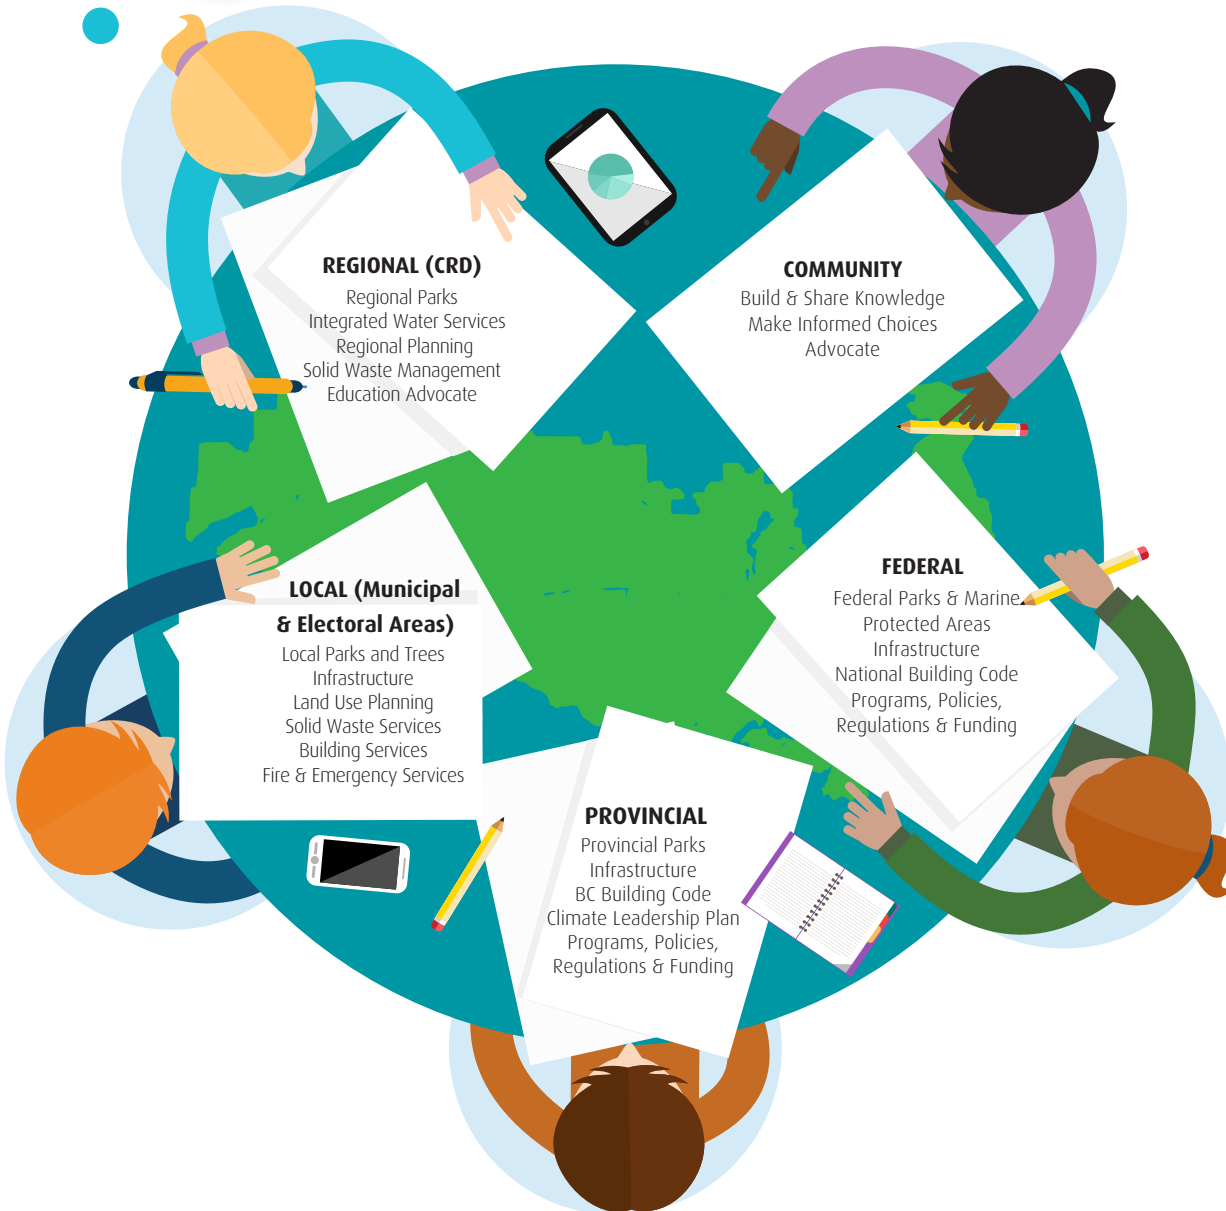 REGIONAL (CRD)
Regional Parks
Integrated Water Services
Regional Planning
Solid Waste Management
Education Advocate
COMMUNITY
Build & Share Knowledge
Make Informed Choices
Advocate
LOCAL (Municipal
& Electoral Areas)
Local Parks and Trees
Infrastructure
Land Use Planning
Solid Waste Services
Building Services
Fire & Emergency Services
FEDERAL
Federal Parks & Marine
Protected Areas
Infrastructure
National Building Code
Programs, Policies,
Regulations & Funding
PROVINCIAL
Provincial Parks
Infrastructure
BC Building Code
Climate Leadership Plan
Programs, Policies,
Regulations & Funding